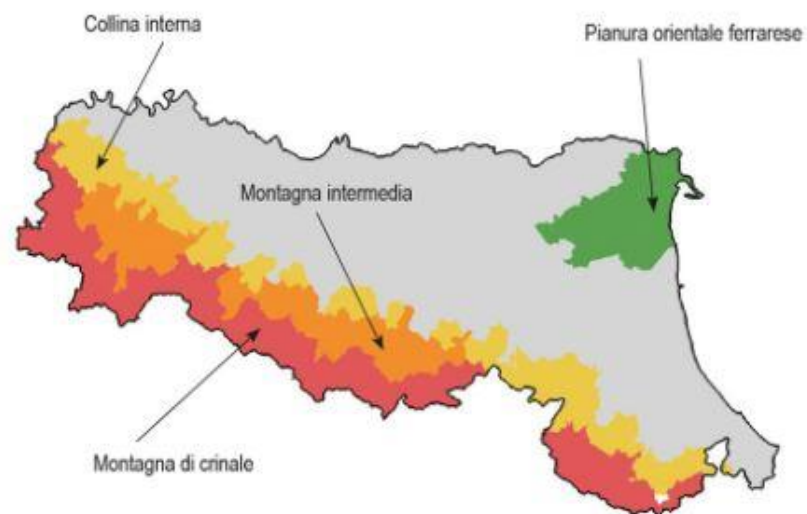 Collina interna
Pianura orientale ferrarese
Montagna intermedia
Montagna di crinale